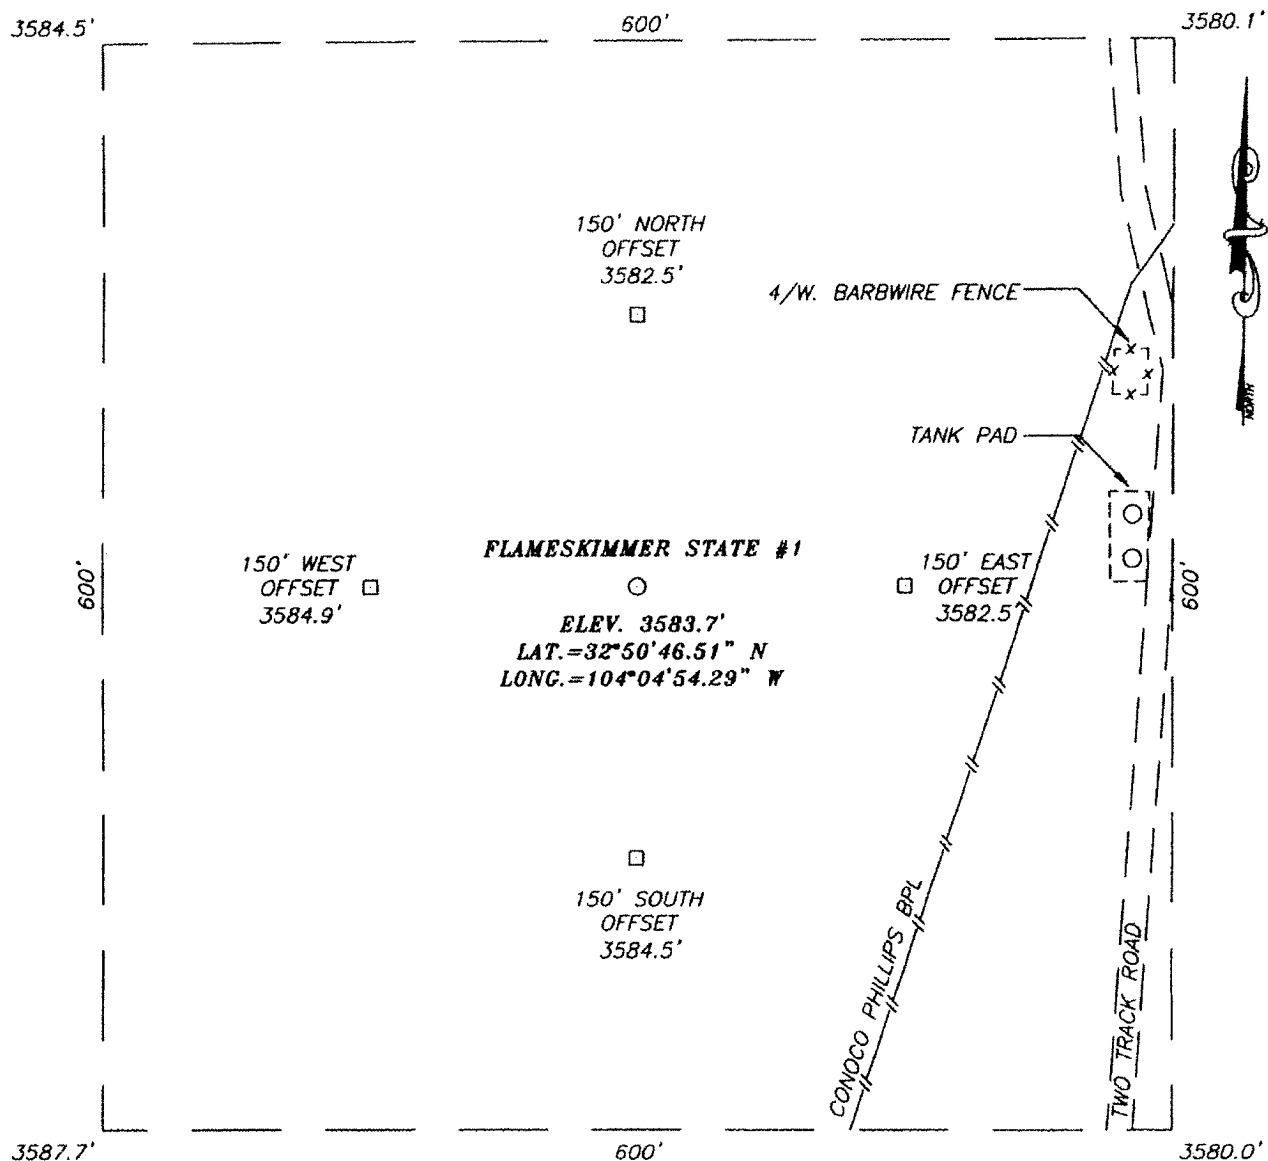 3584.5'
600'
3580.1'
150' NORTH
OFFSET
3582.5'
4/W. BARBWIRE FENCE
NORTH
TANK PAD
FLAMESKIMMER STATE #1
150' WEST
OFFSET
3584.9'
150' EAST
OFFSET
3582.5'
600'
600'
ELEV. 3583.7'
LAT.=32°50'46.51" N
LONG.=104°04'54.29" W
150' SOUTH
OFFSET
3584.5'
CONOCO PHILLIPS BPL
TWO TRACK ROAD
3587.7'
600'
3580.0'